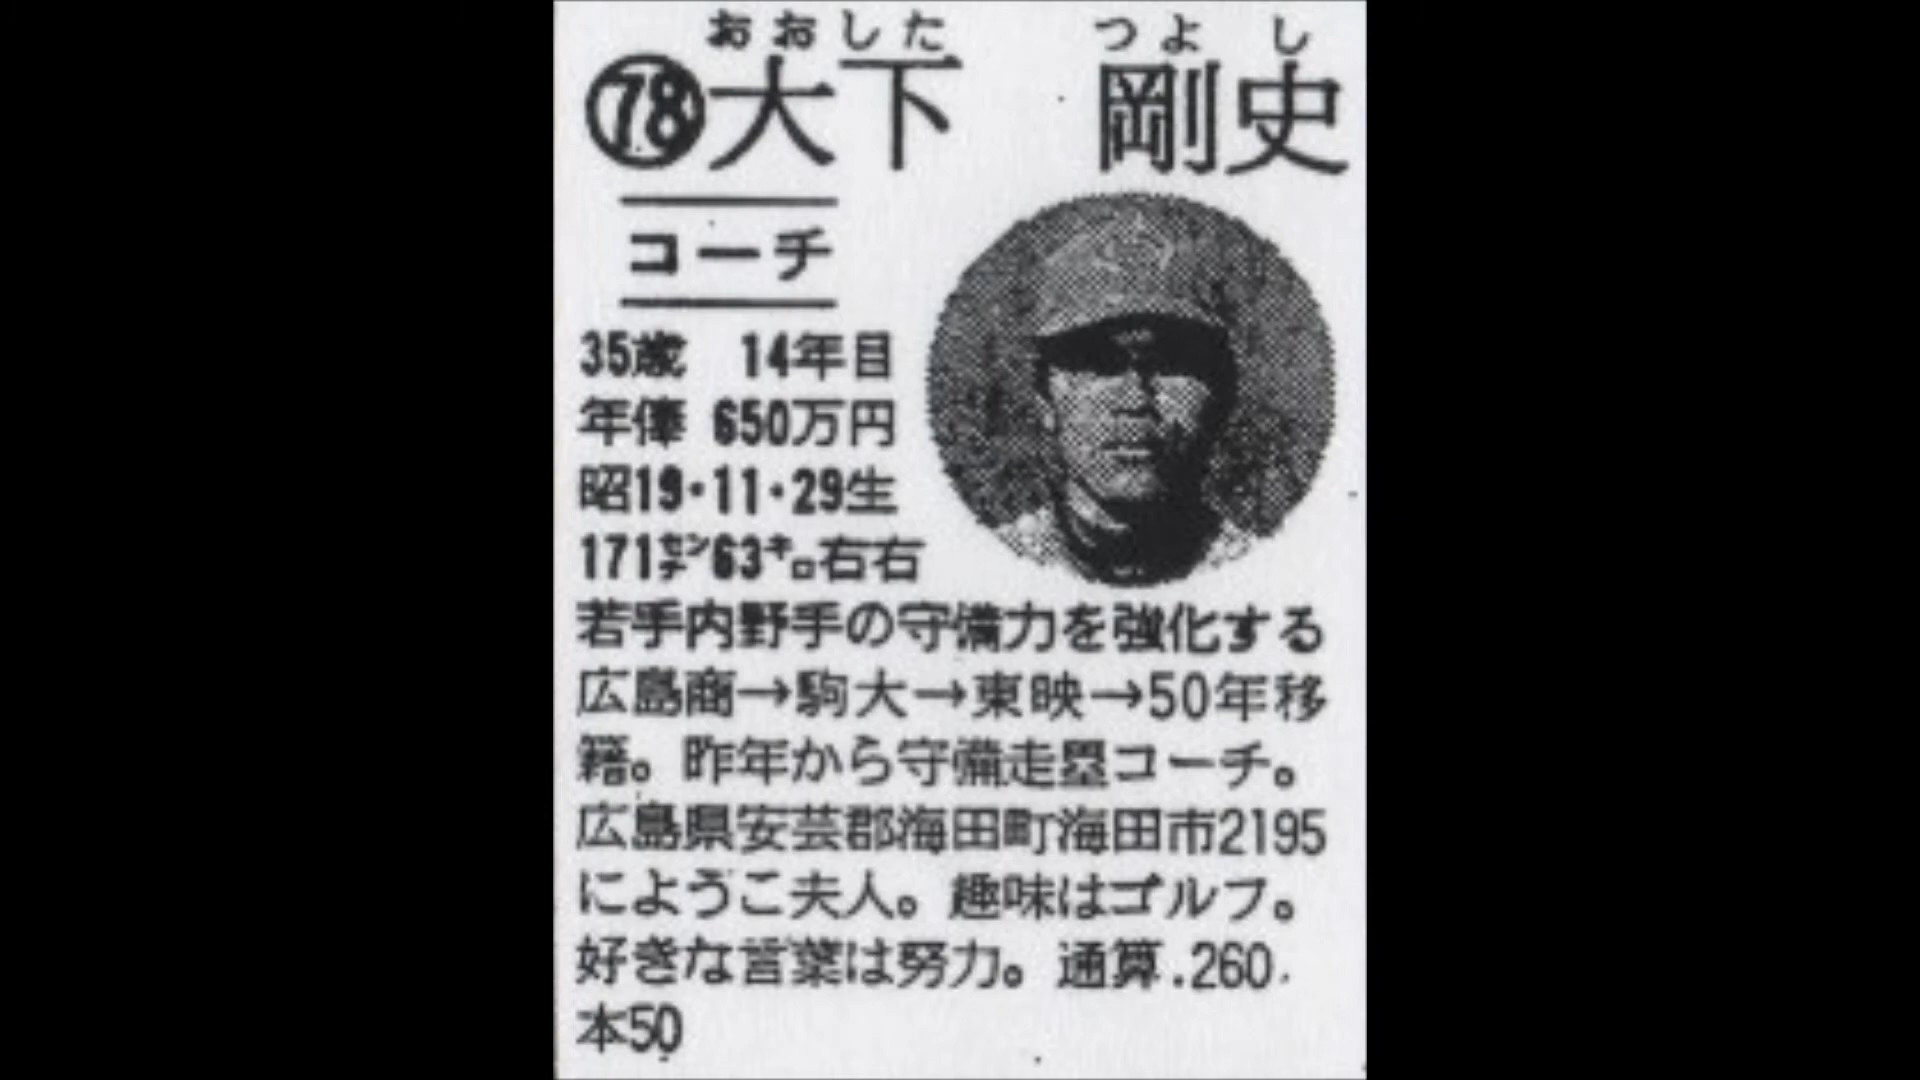 おおした つよし
78 大下 剛史
コーチ
35歳 14年目
年俸 650万円
昭19・11・29生
171センチ63キロ右右
若手内野手の守備力を強化する
広島商→駒大→東映→50年移
籍。昨年から守備走塁コーチ。
広島県安芸郡海田町海田市2195
にようこ夫人。趣味はゴルフ。
好きな言葉は努力。通算.260.
本50